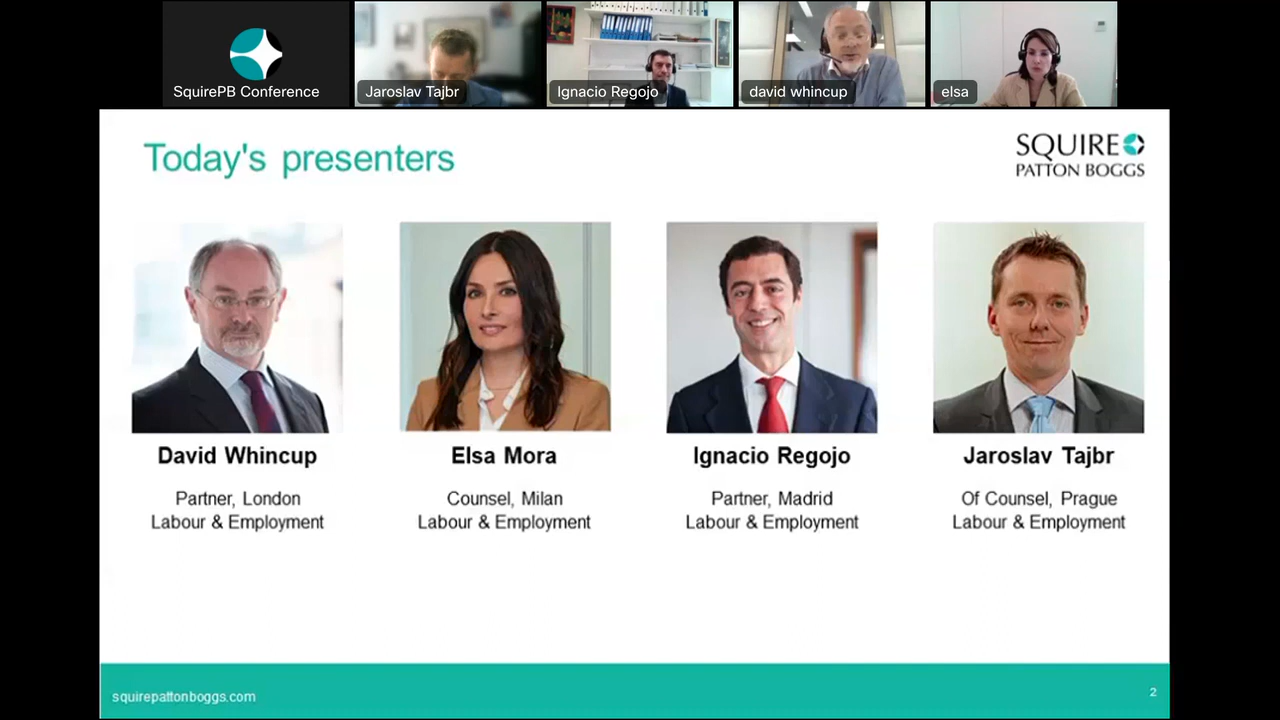 SquirePB Conference
Jaroslav Tajbr
Ignacio Regojo
david whincup
elsa
Today's presenters
SQUIRE
PATTON BOGGS
David Whincup
Partner, London
Labour & Employment
Elsa Mora
Counsel, Milan
Labour & Employment
Ignacio Regojo
Partner, Madrid
Labour & Employment
Jaroslav Tajbr
Of Counsel, Prague
Labour & Employment
squirepattonboggs.com
2